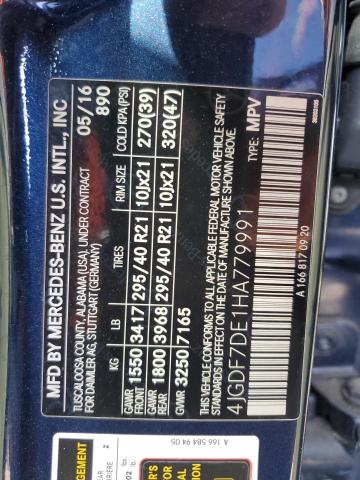 MFD BY MERCEDES-BENZ U.S. INTL., INC
TUSCALOOSA COUNTY, ALABAMA (USA), UNDER CONTRACT 05/16
FOR DAIMLER AG, STUTTGART (GERMANY) 890
KG LB TIRES RIM SIZE COLD KPA(PSI)
GAWR FRONT 1550 3417 295/40 R21 10Jx21 270(39)
GAWR REAR 1800 3968 295/40 R21 10Jx21 320(47)
GVWR 3250 7165
THIS VEHICLE CONFORMS TO ALL APPLICABLE FEDERAL MOTOR VEHICLE SAFETY
STANDARDS IN EFFECT ON THE DATE OF MANUFACTURE SHOWN ABOVE.
4JGDF7DE1HA779991 TYPE: MPV
A 166 817 09 20
A 166 584 94 05
2